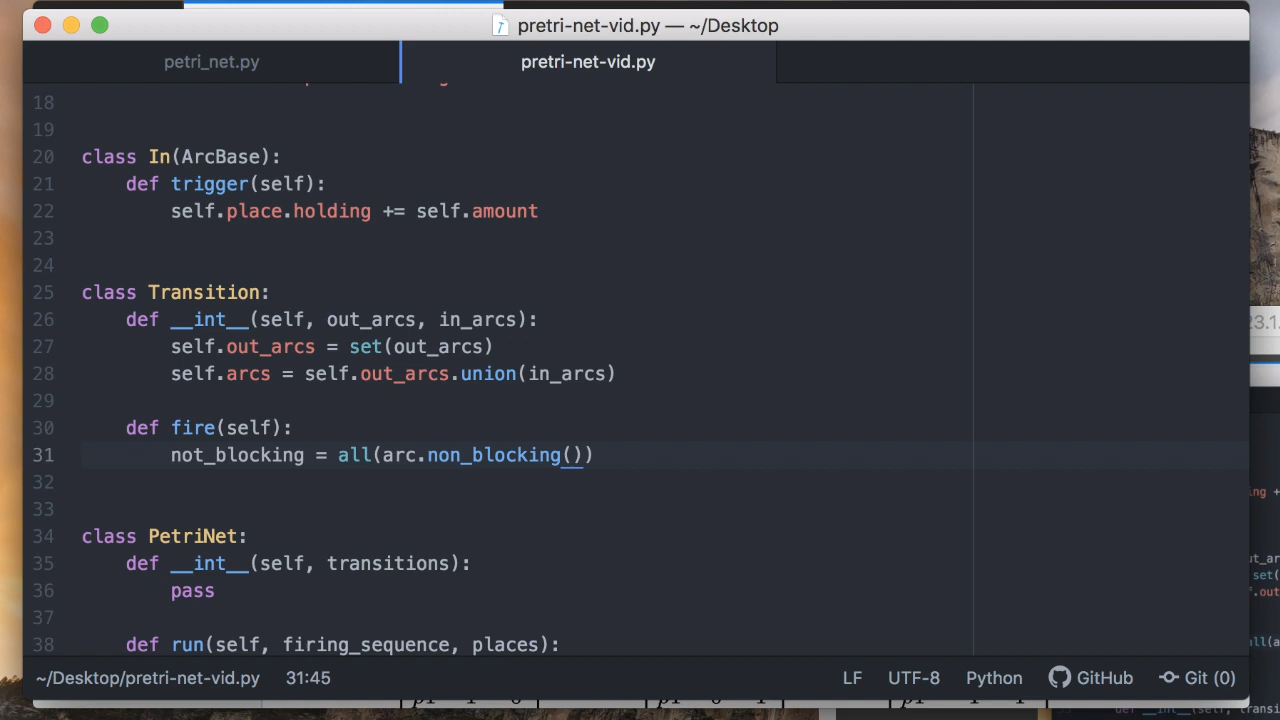 pretri-net-vid.py — ~/Desktop
petri_net.py
pretri-net-vid.py
18
19
20 class In(ArcBase):
21 def trigger(self):
22 self.place.holding += self.amount
23
24
25 class Transition:
26 def __int__(self, out_arcs, in_arcs):
27 self.out_arcs = set(out_arcs)
28 self.arcs = self.out_arcs.union(in_arcs)
29
30 def fire(self):
31 not_blocking = all(arc.non_blocking())
32
33
34 class PetriNet:
35 def __int__(self, transitions):
36 pass
37
38 def run(self, firing_sequence, places):
~/Desktop/pretri-net-vid.py 31:45 LF UTF-8 Python GitHub Git (0)